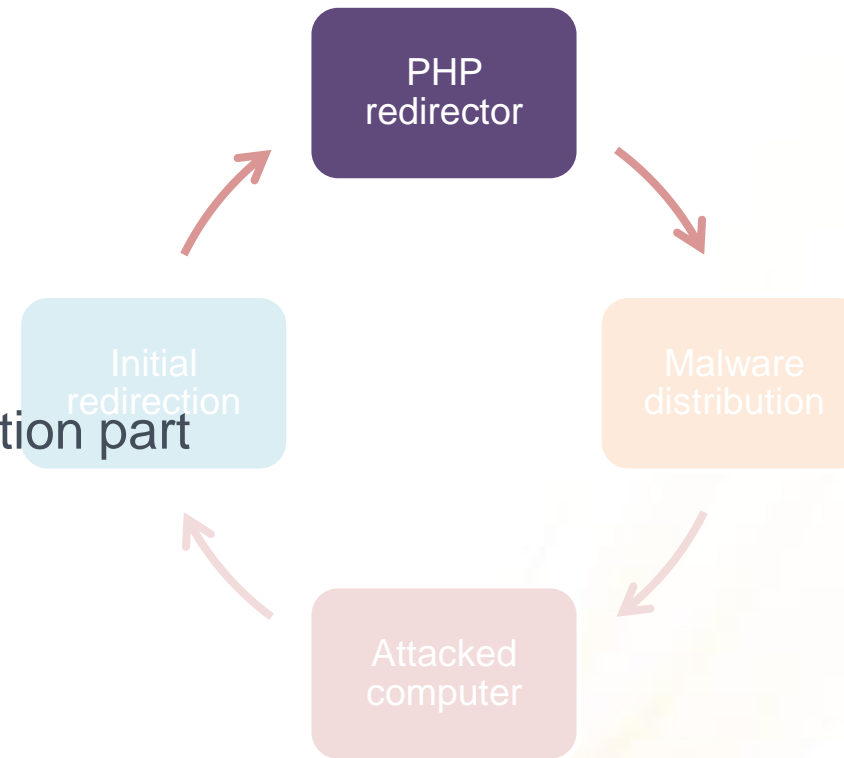 PHP
redirector
Initial
redirection
Malware
distribution
tion part
Attacked
computer